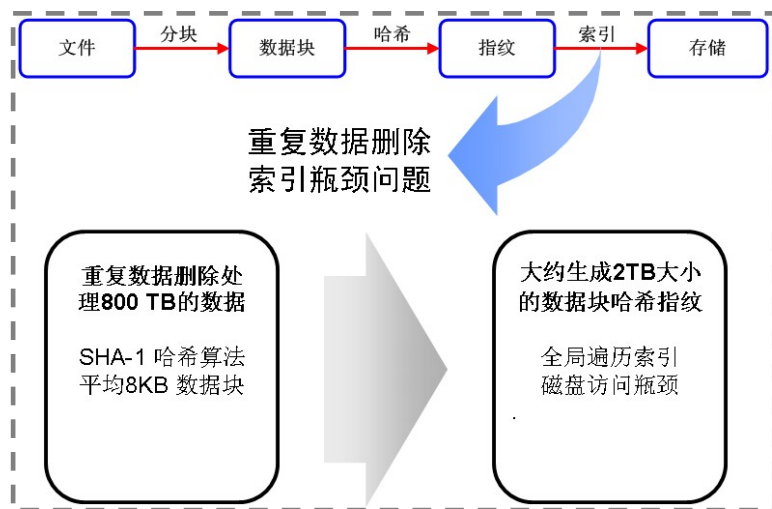 文件 分块 数据块 哈希 指纹 索引 存储
重复数据删除
索引瓶颈问题
重复数据删除处
理800 TB的数据
SHA-1 哈希算法
平均8KB 数据块
大约生成2TB大小
的数据块哈希指纹
全局遍历索引
磁盘访问瓶颈
.